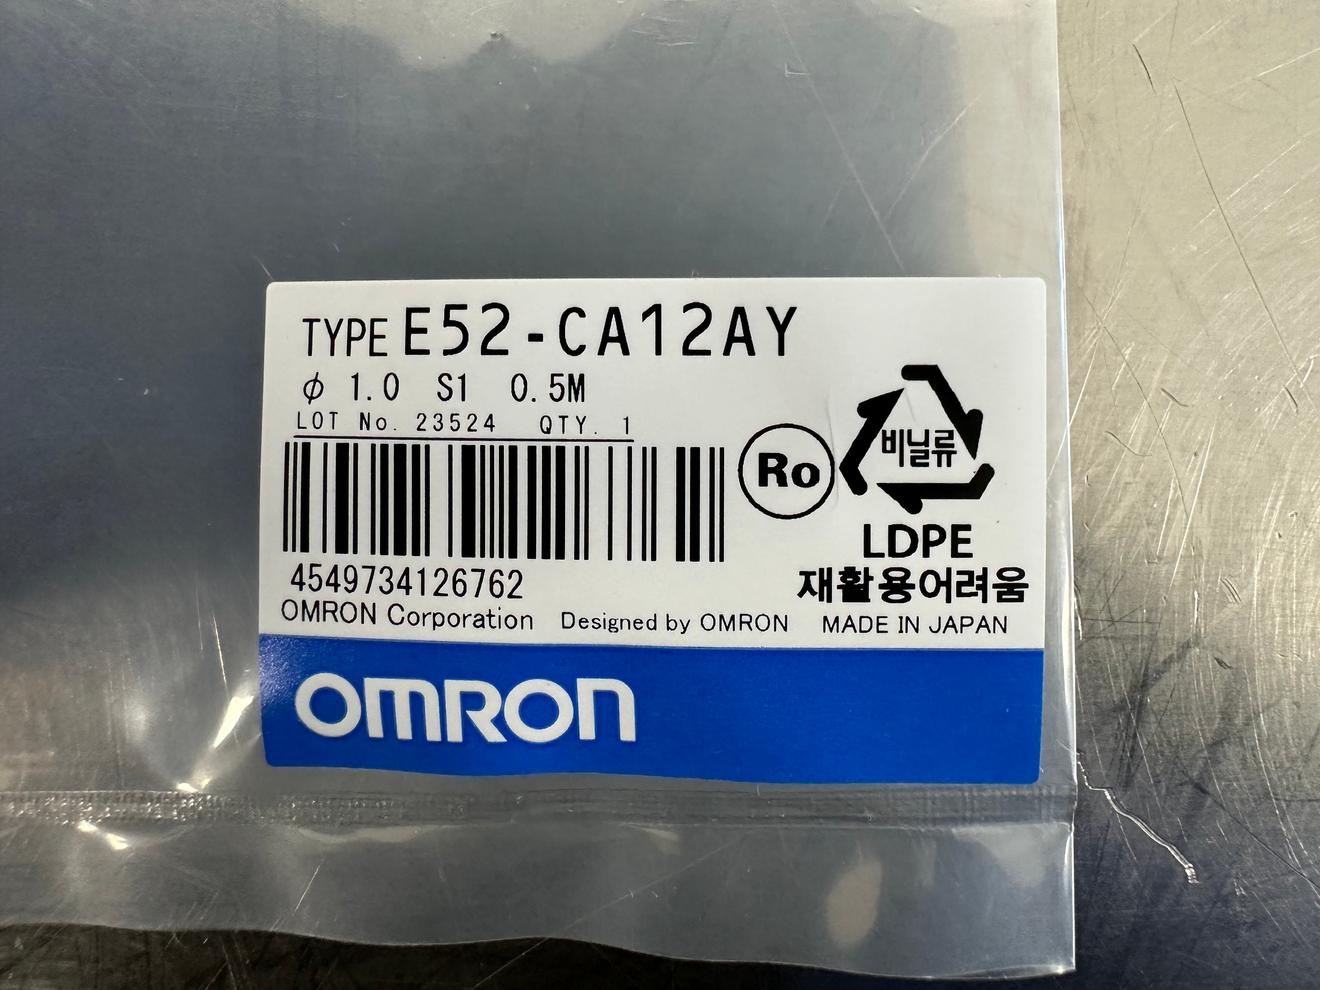 TYPE E52-CA12AY
φ 1.0 S1 0.5M
LOT No. 23524 QTY. 1
Ro
비닐류
LDPE
재활용어려움
4549734126762
OMRON Corporation Designed by OMRON MADE IN JAPAN
OMRON